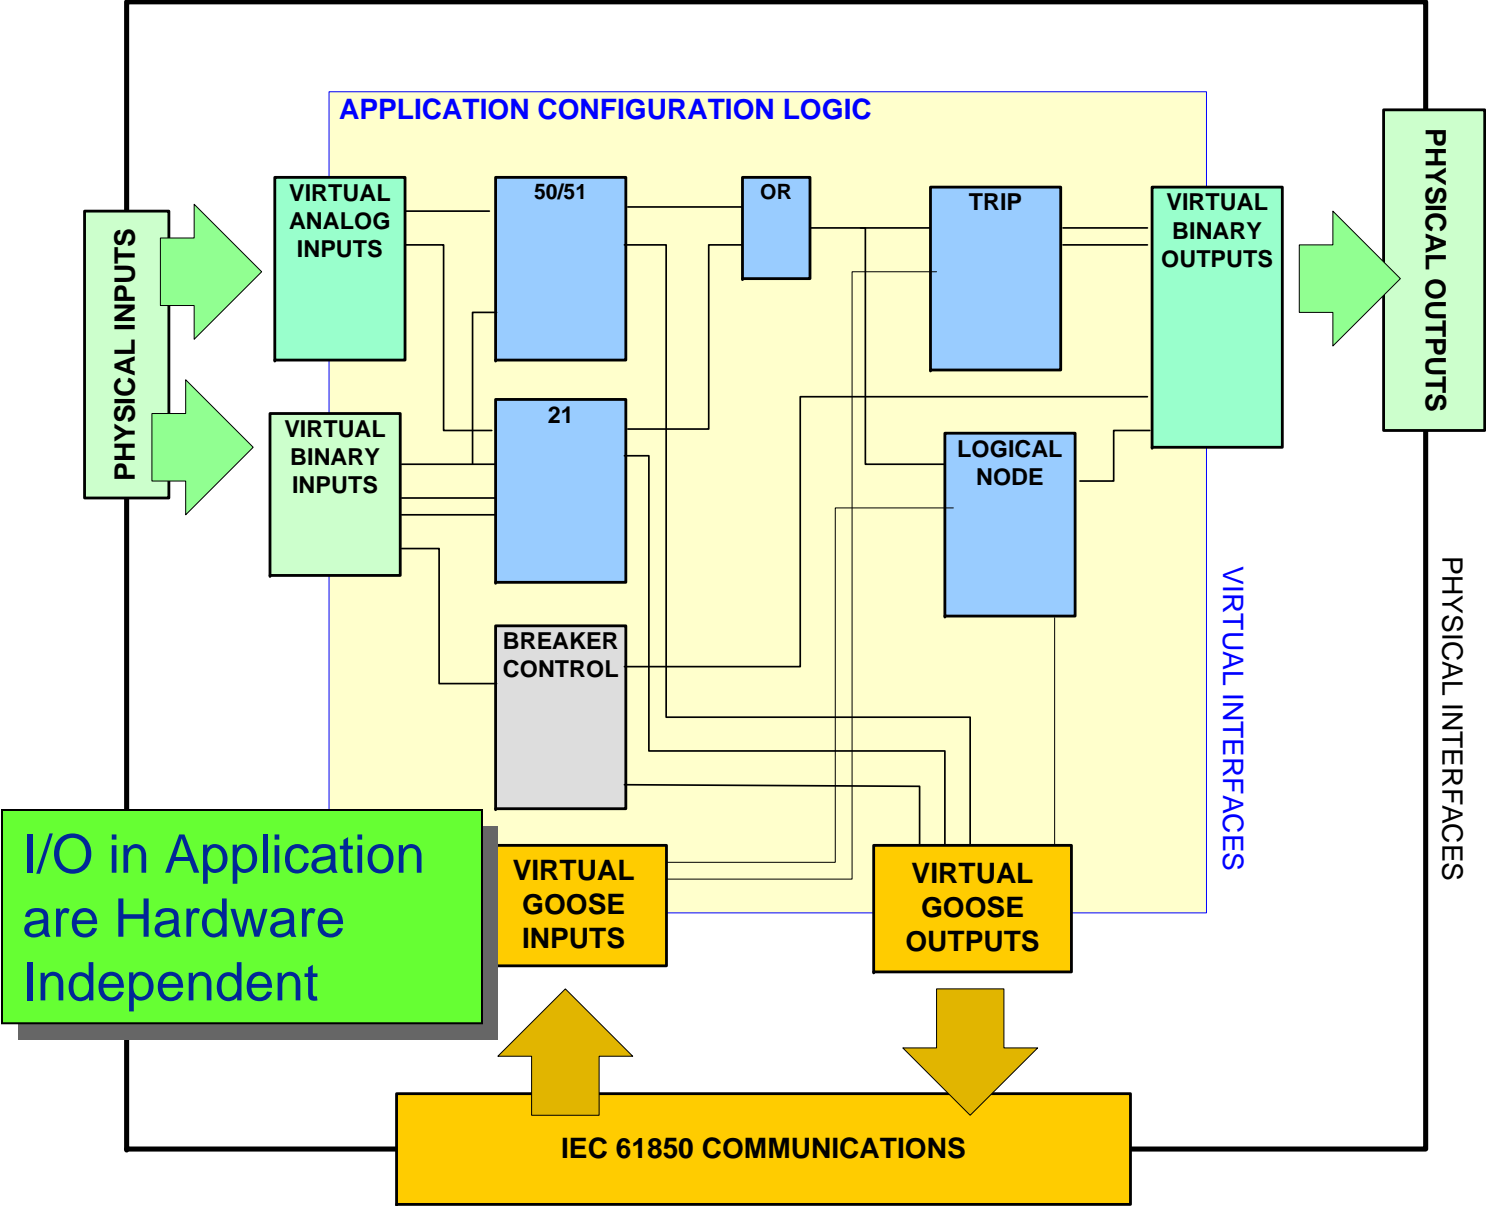 APPLICATION CONFIGURATION LOGIC
VIRTUAL
ANALOG
INPUTS
50/51
OR
TRIP
VIRTUAL
BINARY
OUTPUTS
PHYSICAL OUTPUTS
PHYSICAL INPUTS
VIRTUAL
BINARY
INPUTS
21
LOGICAL
NODE
BREAKER
CONTROL
VIRTUAL INTERFACES
PHYSICAL INTERFACES
I/O in Application
are Hardware
Independent
VIRTUAL
GOOSE
INPUTS
VIRTUAL
GOOSE
OUTPUTS
IEC 61850 COMMUNICATIONS